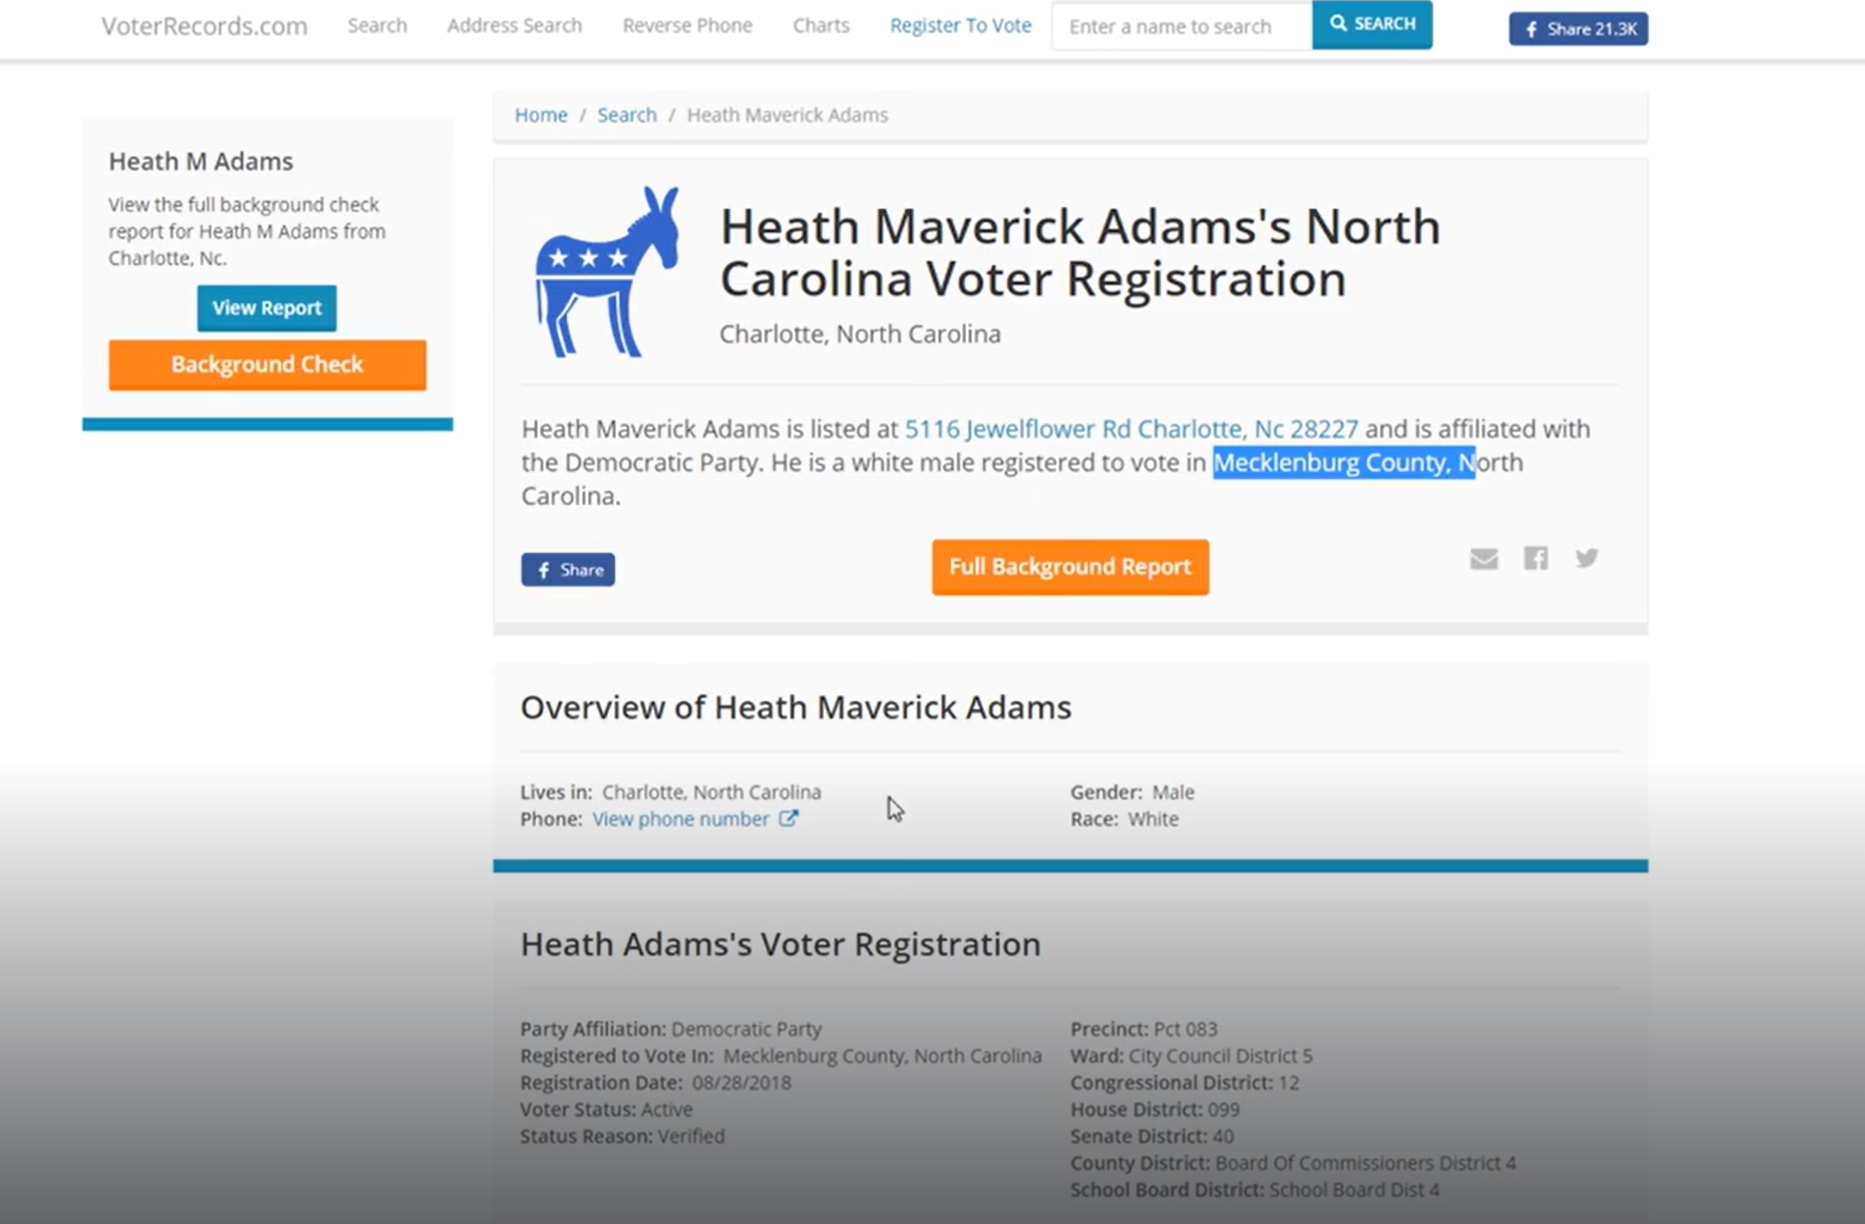 VoterRecords.com Search Address Search Reverse Phone Charts Register To Vote Enter a name to search SEARCH Share 21.3K
Home / Search / Heath Maverick Adams
Heath M Adams
View the full background check
report for Heath M Adams from
Charlotte, Nc.
View Report
Background Check
Heath Maverick Adams's North
Carolina Voter Registration
Charlotte, North Carolina
Heath Maverick Adams is listed at 5116 Jewelflower Rd Charlotte, Nc 28227 and is affiliated with
the Democratic Party. He is a white male registered to vote in Mecklenburg County, North
Carolina.
Share
Full Background Report
Overview of Heath Maverick Adams
Lives in: Charlotte, North Carolina
Phone: View phone number
Gender: Male
Race: White
Heath Adams's Voter Registration
Party Affiliation: Democratic Party
Registered to Vote In: Mecklenburg County, North Carolina
Registration Date: 08/28/2018
Voter Status: Active
Status Reason: Verified
Precinct: Pct 083
Ward: City Council District 5
Congressional District: 12
House District: 099
Senate District: 40
County District: Board Of Commissioners District 4
School Board District: School Board Dist 4